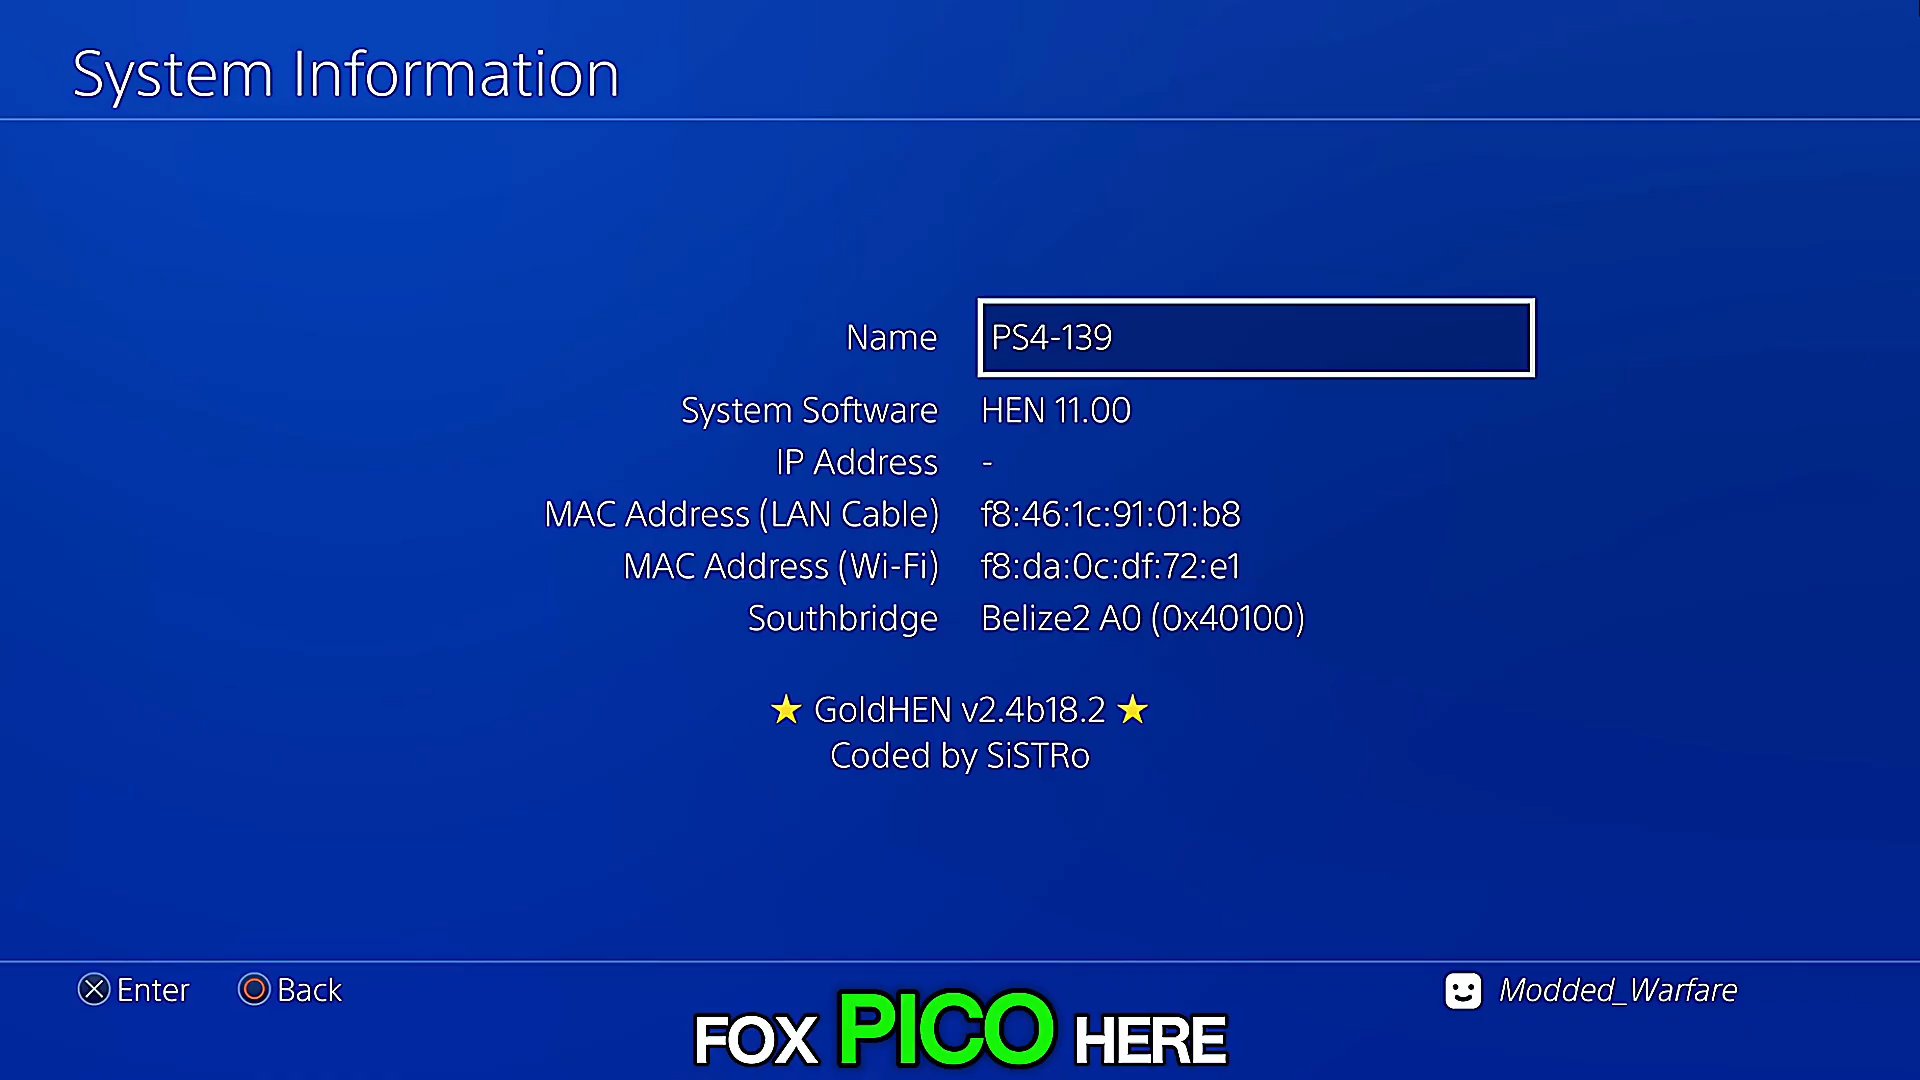 System Information
Name PS4-139
System Software HEN 11.00
IP Address -
MAC Address (LAN Cable) f8:46:1c:91:01:b8
MAC Address (Wi-Fi) f8:da:0c:df:72:e1
Southbridge Belize2 A0 (0x40100)
★ GoldHEN v2.4b18.2 ★
Coded by SiSTRo
Enter Back Modded_Warfare
FOX PICO HERE